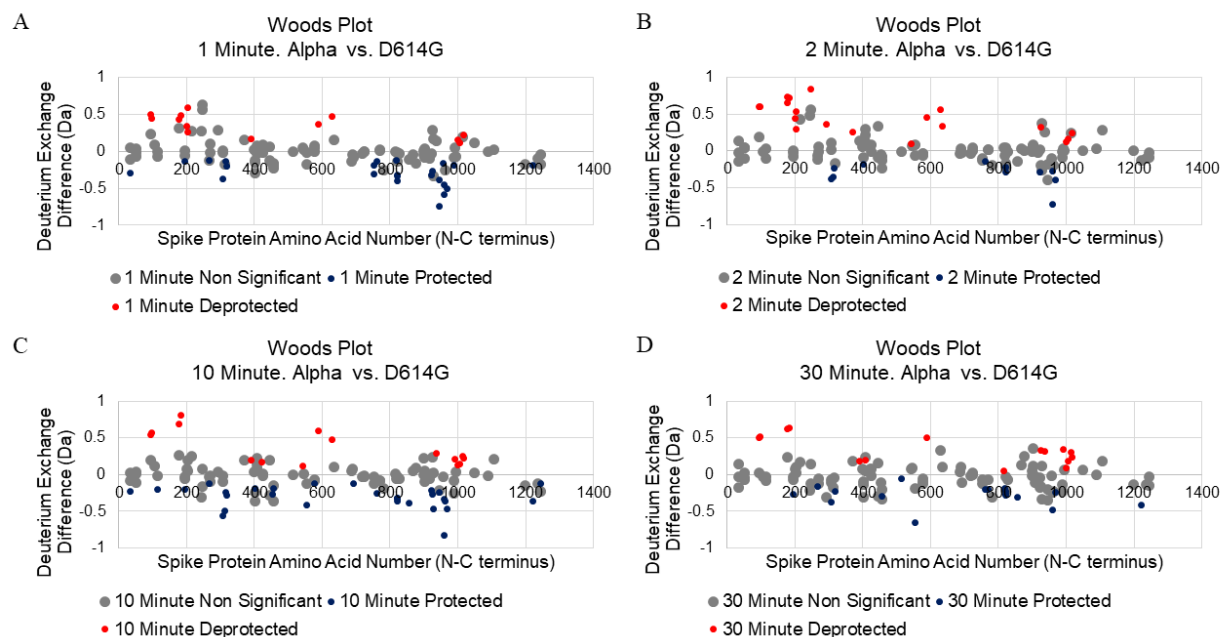 A
Woods Plot
1 Minute. Alpha vs. D614G
Deuterium Exchange
Difference (Da)
1
0.5
0
-0.5
-1
0 200 400 600 800 1000 1200 1400
Spike Protein Amino Acid Number (N-C terminus)
1 Minute Non Significant 1 Minute Protected
1 Minute Deprotected
B
Woods Plot
2 Minute. Alpha vs. D614G
Deuterium Exchange
Difference (Da)
1
0.5
0
-0.5
-1
0 200 400 600 800 1000 1200 1400
Spike Protein Amino Acid Number (N-C terminus)
2 Minute Non Significant 2 Minute Protected
2 Minute Deprotected
C
Woods Plot
10 Minute. Alpha vs. D614G
Deuterium Exchange
Difference (Da)
1
0.5
0
-0.5
-1
0 200 400 600 800 1000 1200 1400
Spike Protein Amino Acid Number (N-C terminus)
10 Minute Non Significant 10 Minute Protected
10 Minute Deprotected
D
Woods Plot
30 Minute. Alpha vs. D614G
Deuterium Exchange
Difference (Da)
1
0.5
0
-0.5
-1
0 200 400 600 800 1000 1200 1400
Spike Protein Amino Acid Number (N-C terminus)
30 Minute Non Significant 30 Minute Protected
30 Minute Deprotected